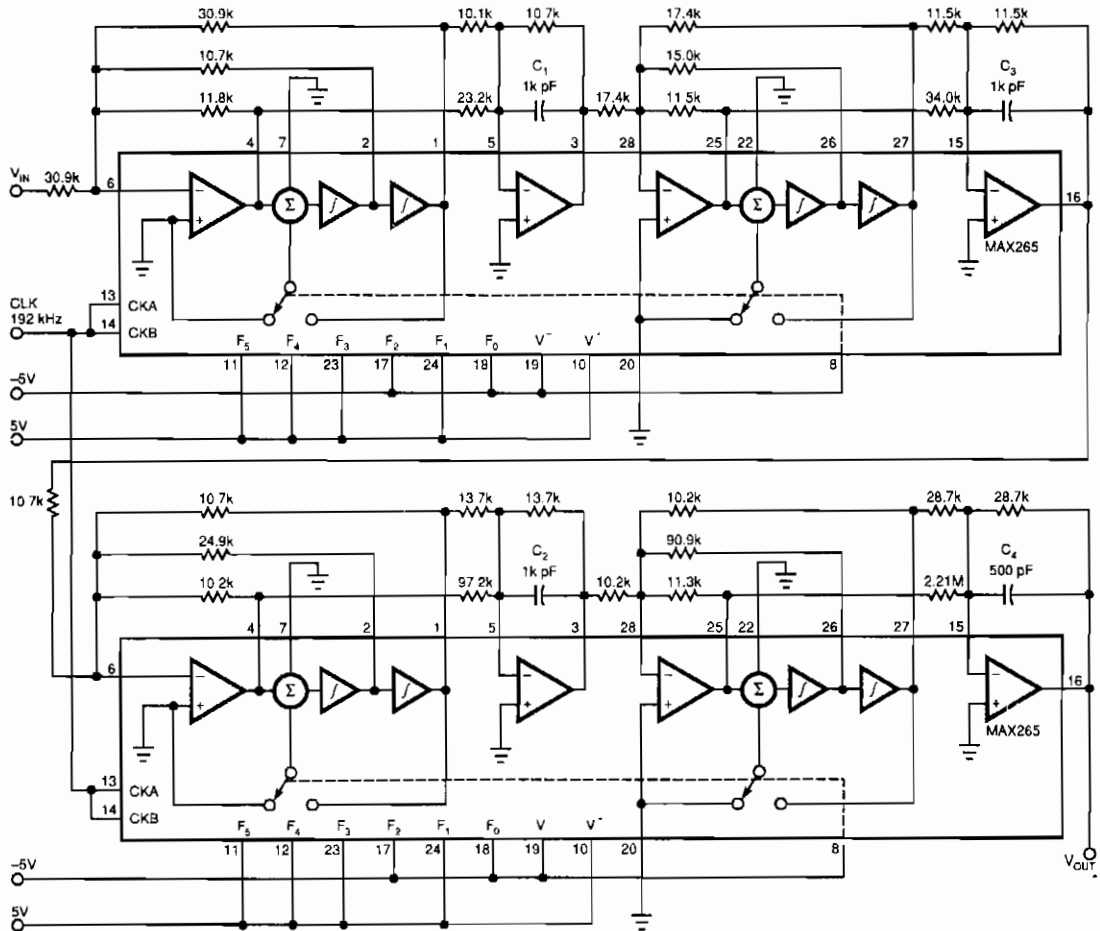 30.9k 10.1k 10.7k 17.4k 11.5k 11.5k
10.7k C1 15.0k C3
1k pF 1k pF
11.8k 23.2k 17.4k 11.5k 34.0k
4 7 2 1 5 3 28 25 22 26 27 15
VIN 30.9k 6 − Σ ∫ ∫ − − Σ ∫ ∫ − 16
+ + + +
MAX265
CLK 13 CKA
192 kHz 14 CKB
F5 F4 F3 F2 F1 F0 V− V+
11 12 23 17 24 18 19 10 20 8
−5V
5V
10 7k
10.7k 13.7k 13.7k 10.2k 28.7k 28.7k
24.9k C2 90.9k C4
1k pF 500 pF
10.2k 97.2k 10.2k 11.3k 2.21M
4 7 2 1 5 3 28 25 22 26 27 15
6 − Σ ∫ ∫ − − Σ ∫ ∫ − 16
+ + + +
MAX265
13 CKA
14 CKB
F5 F4 F3 F2 F1 F0 V V+
11 12 23 17 24 18 19 10 20 8
−5V VOUT
5V